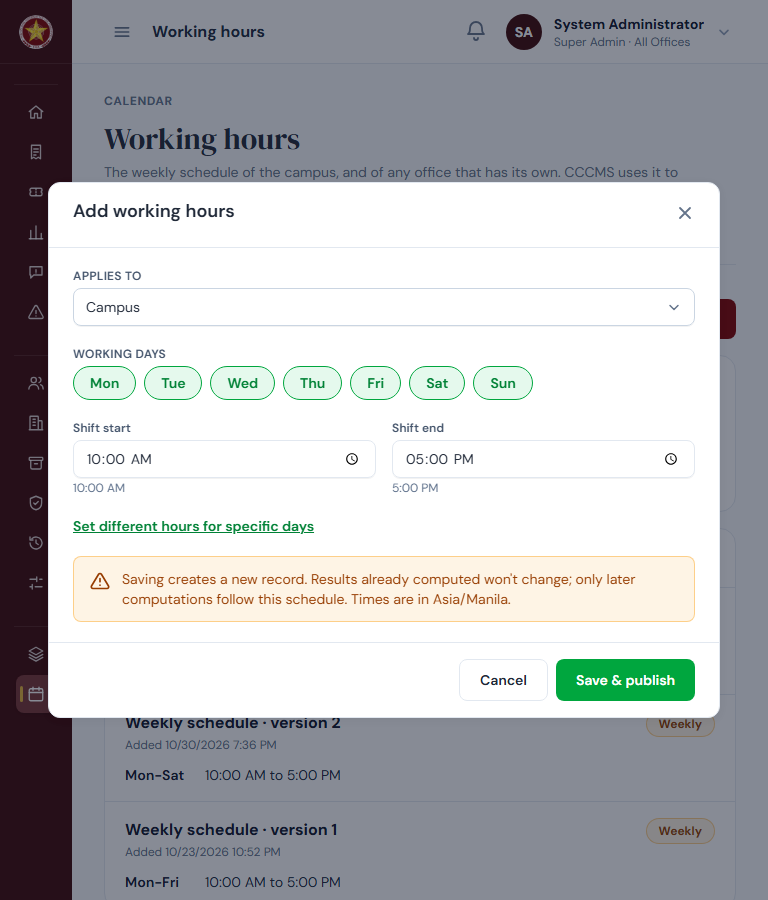 Working hours
SA
System Administrator
Super Admin · All Offices
CALENDAR
Working hours
The weekly schedule of the campus, and of any office that has its own. CCCMS uses it to
Add working hours
APPLIES TO
Campus
WORKING DAYS
Mon Tue Wed Thu Fri Sat Sun
Shift start Shift end
10:00 AM 05:00 PM
10:00 AM 5:00 PM
Set different hours for specific days
Saving creates a new record. Results already computed won't change; only later
computations follow this schedule. Times are in Asia/Manila.
Cancel Save & publish
Weekly schedule · version 2 Weekly
Added 10/30/2026 7:36 PM
Mon–Sat 10:00 AM to 5:00 PM
Weekly schedule · version 1 Weekly
Added 10/23/2026 10:52 PM
Mon–Fri 10:00 AM to 5:00 PM